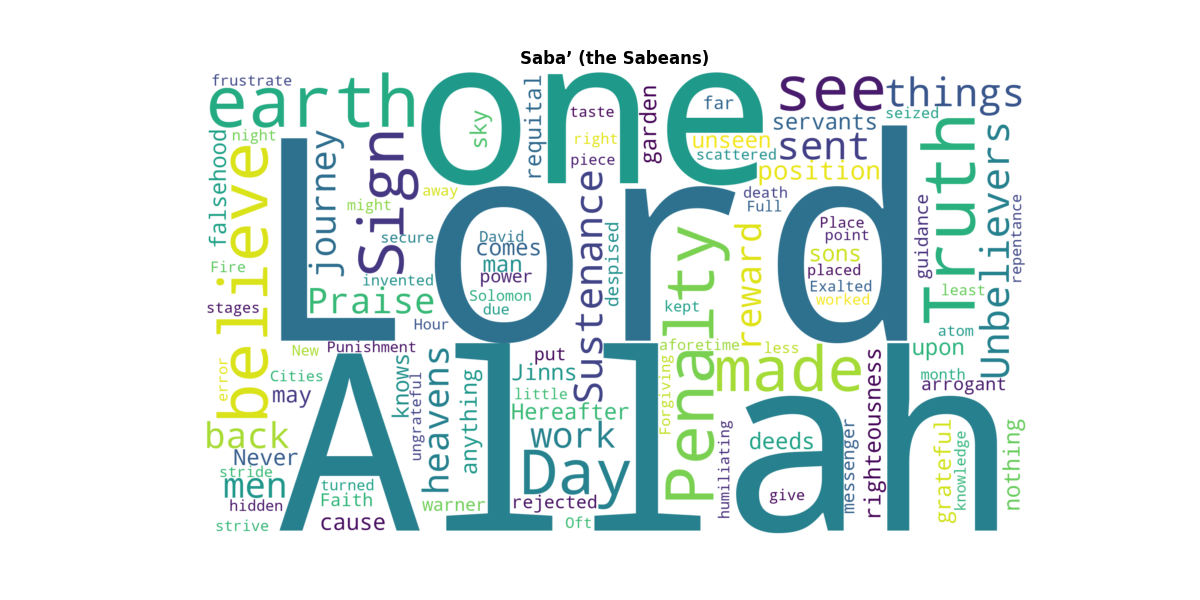 Saba’ (the Sabeans)
frustrate
earth
one
see
things
requital
taste
garden
far
servants
seized
sky
night
falsehood
believe
journey
Sign
right
piece
unseen
scattered
sent
position
Truth
Unbelievers
away
might
death
Full
Lord
secure
David
comes
man
power
Solomon
due
Sustenance
despised
Penalty
reward
Place
point
sons
placed
Exalted
worked
guidance
repentance
Fire
invented
stages
Praise
Hour
kept
least
atom
New
Punishment
aforetime
less
upon
month
arrogant
error
Cities
may
knows
ungrateful
heavens
anything
put
Jinns
little
Hereafter
Forgiving
made
righteousness
back
Never
stride
men
hidden
strive
Allah
turned
Faith
cause
warner
work
Day
rejected
Oft
humiliating
deeds
give
messenger
grateful
knowledge
nothing